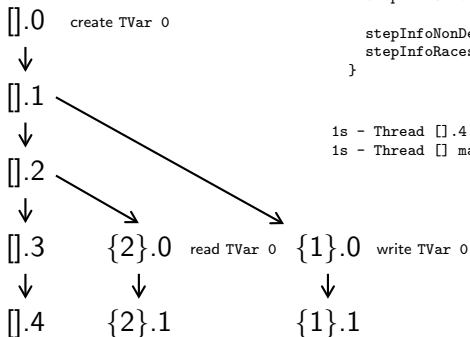 [].0 create TVar 0
stepInfoNonDe
stepInfoRaces
}
[].1
1s - Thread [].4
1s - Thread [] ma
[].2
[].3 {2}.0 read TVar 0 {1}.0 write TVar 0
[].4 {2}.1 {1}.1